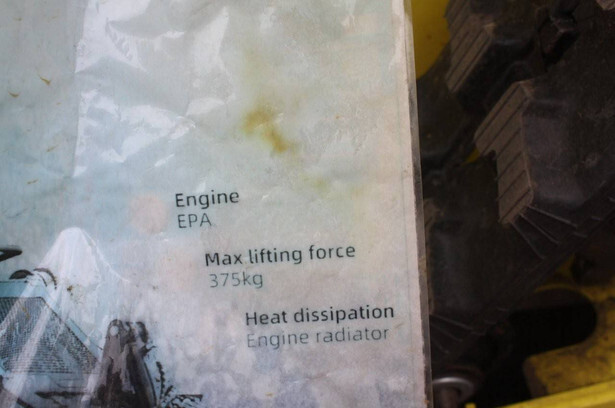 Engine
EPA
Max lifting force
375kg
Heat dissipation
Engine radiator